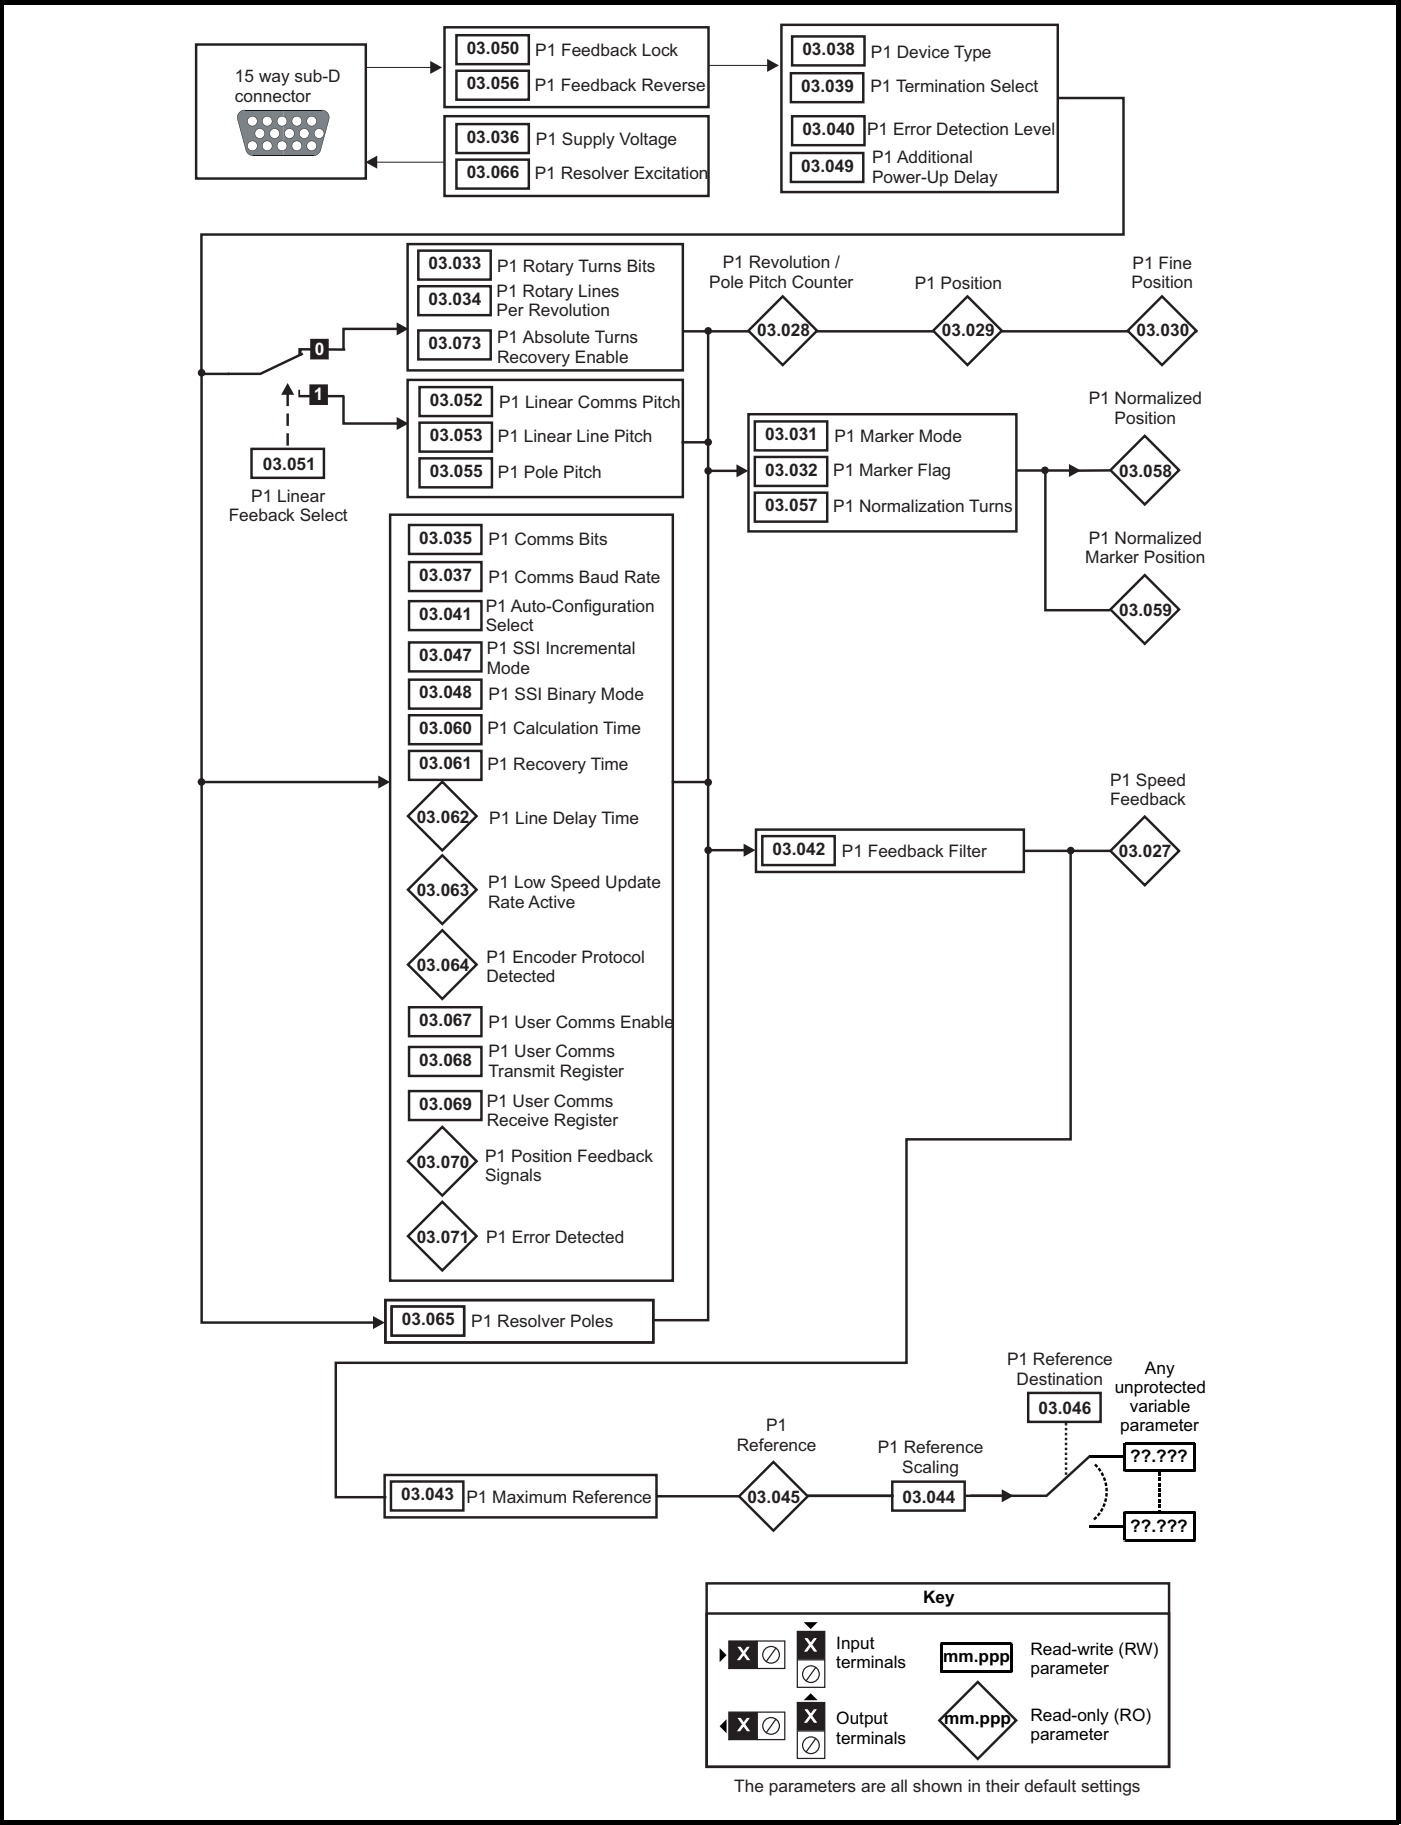 15 way sub-D
connector
03.050 P1 Feedback Lock
03.056 P1 Feedback Reverse
03.036 P1 Supply Voltage
03.066 P1 Resolver Excitation
03.038 P1 Device Type
03.039 P1 Termination Select
03.040 P1 Error Detection Level
03.049 P1 Additional
Power-Up Delay
0
1
03.051
P1 Linear
Feeback Select
03.033 P1 Rotary Turns Bits
03.034 P1 Rotary Lines
Per Revolution
03.073 P1 Absolute Turns
Recovery Enable
03.052 P1 Linear Comms Pitch
03.053 P1 Linear Line Pitch
03.055 P1 Pole Pitch
P1 Revolution /
Pole Pitch Counter
03.028
P1 Position
03.029
P1 Fine
Position
03.030
03.031 P1 Marker Mode
03.032 P1 Marker Flag
03.057 P1 Normalization Turns
P1 Normalized
Position
03.058
P1 Normalized
Marker Position
03.059
03.035 P1 Comms Bits
03.037 P1 Comms Baud Rate
03.041 P1 Auto-Configuration
Select
03.047 P1 SSI Incremental
Mode
03.048 P1 SSI Binary Mode
03.060 P1 Calculation Time
03.061 P1 Recovery Time
03.062 P1 Line Delay Time
03.063 P1 Low Speed Update
Rate Active
03.064 P1 Encoder Protocol
Detected
03.067 P1 User Comms Enable
03.068 P1 User Comms
Transmit Register
03.069 P1 User Comms
Receive Register
03.070 P1 Position Feedback
Signals
03.071 P1 Error Detected
03.042 P1 Feedback Filter
P1 Speed
Feedback
03.027
03.065 P1 Resolver Poles
03.043 P1 Maximum Reference
P1
Reference
03.045
P1 Reference
Scaling
03.044
P1 Reference
Destination
03.046
Any
unprotected
variable
parameter
??.???
??.???
Key
X X Input
terminals
mm.ppp Read-write (RW)
parameter
X X Output
terminals
mm.ppp Read-only (RO)
parameter
The parameters are all shown in their default settings